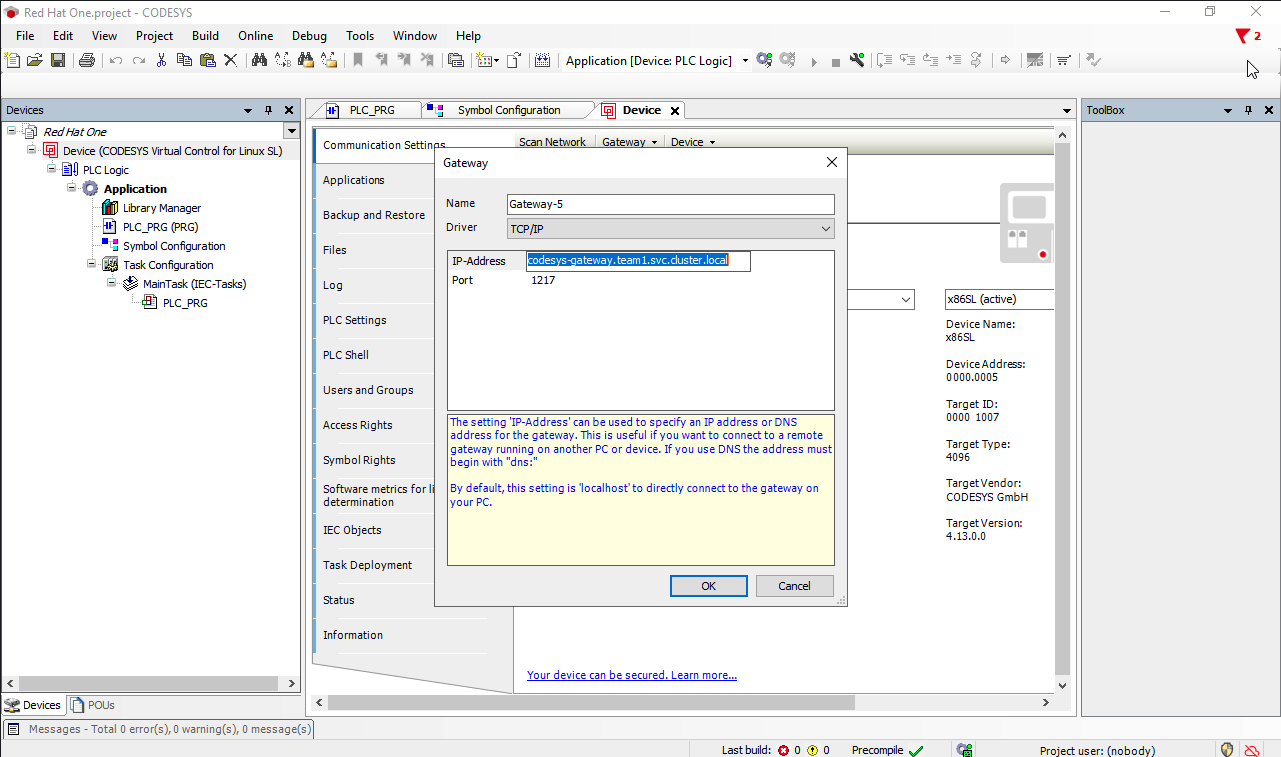 Red Hat One.project - CODESYS
File Edit View Project Build Online Debug Tools Window Help
2
Application [Device: PLC Logic]
Devices
Red Hat One
Device (CODESYS Virtual Control for Linux SL)
PLC Logic
Application
Library Manager
PLC_PRG (PRG)
Symbol Configuration
Task Configuration
MainTask (IEC-Tasks)
PLC_PRG
Devices POUs
PLC_PRG Symbol Configuration Device
Communication Settings
Applications
Backup and Restore
Files
Log
PLC Settings
PLC Shell
Users and Groups
Access Rights
Symbol Rights
Software metrics for li
determination
IEC Objects
Task Deployment
Status
Information
Scan Network Gateway Device
Gateway
Name Gateway-5
Driver TCP/IP
IP-Address codesys-gateway.team1.svc.cluster.local
Port 1217
The setting 'IP-Address' can be used to specify an IP address or DNS
address for the gateway. This is useful if you want to connect to a remote
gateway running on another PC or device. If you use DNS the address must
begin with "dns:"
By default, this setting is 'localhost' to directly connect to the gateway on
your PC.
OK Cancel
x86SL (active)
Device Name:
x86SL
Device Address:
0000.0005
Target ID:
0000 1007
Target Type:
4096
Target Vendor:
CODESYS GmbH
Target Version:
4.13.0.0
Your device can be secured. Learn more...
ToolBox
Messages - Total 0 error(s), 0 warning(s), 0 message(s)
Last build: 0 0 Precompile Project user: (nobody)